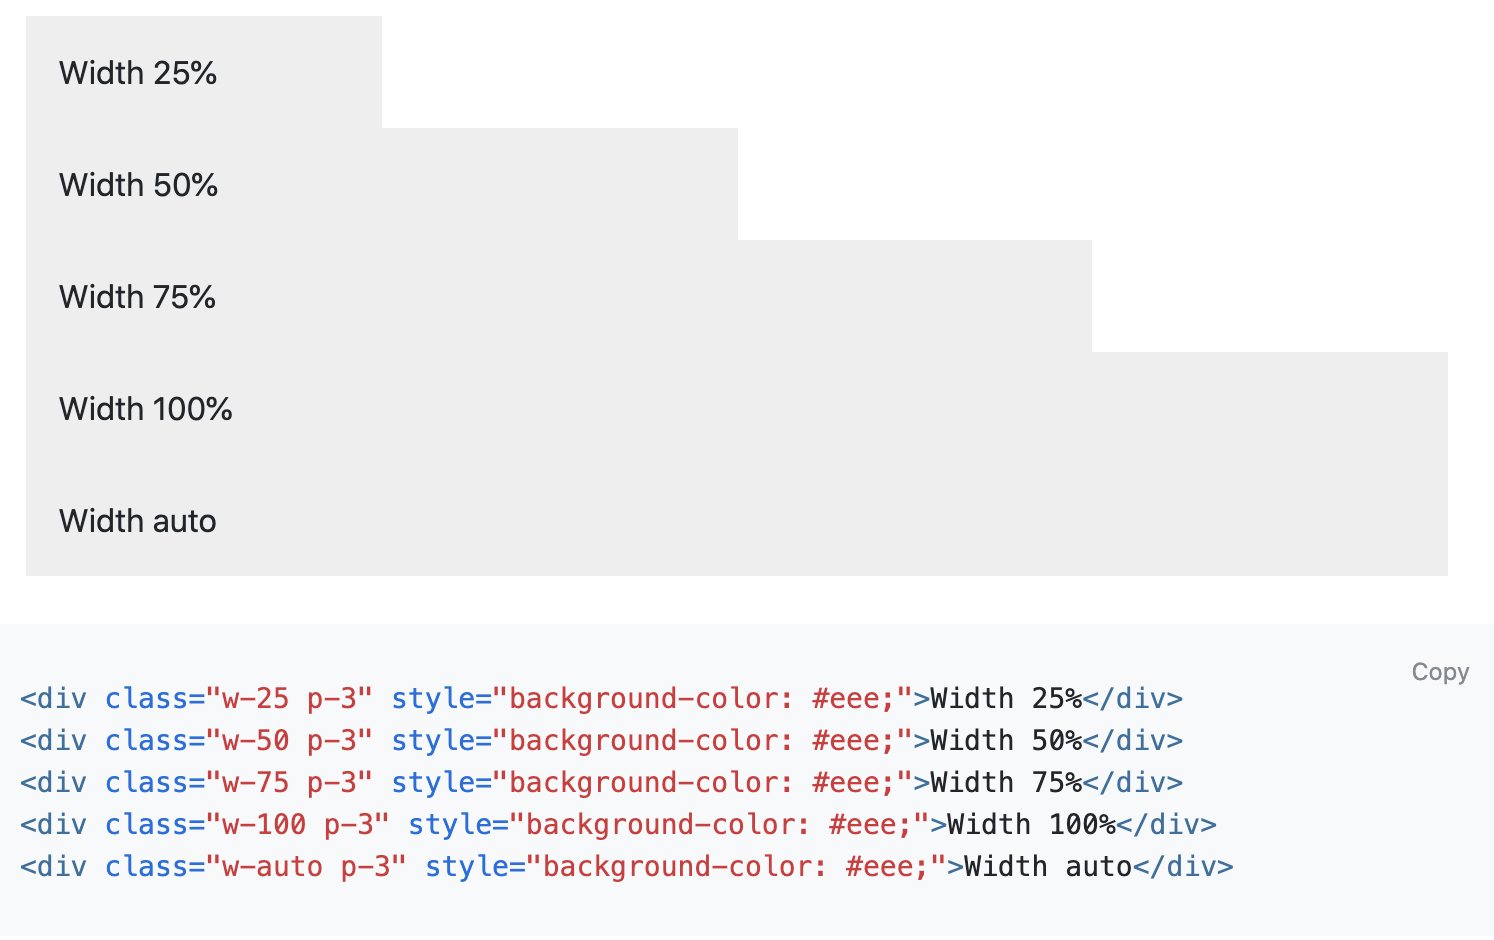 Width 25%
Width 50%
Width 75%
Width 100%
Width auto
Copy
<div class="w-25 p-3" style="background-color: #eee;">Width 25%</div>
<div class="w-50 p-3" style="background-color: #eee;">Width 50%</div>
<div class="w-75 p-3" style="background-color: #eee;">Width 75%</div>
<div class="w-100 p-3" style="background-color: #eee;">Width 100%</div>
<div class="w-auto p-3" style="background-color: #eee;">Width auto</div>